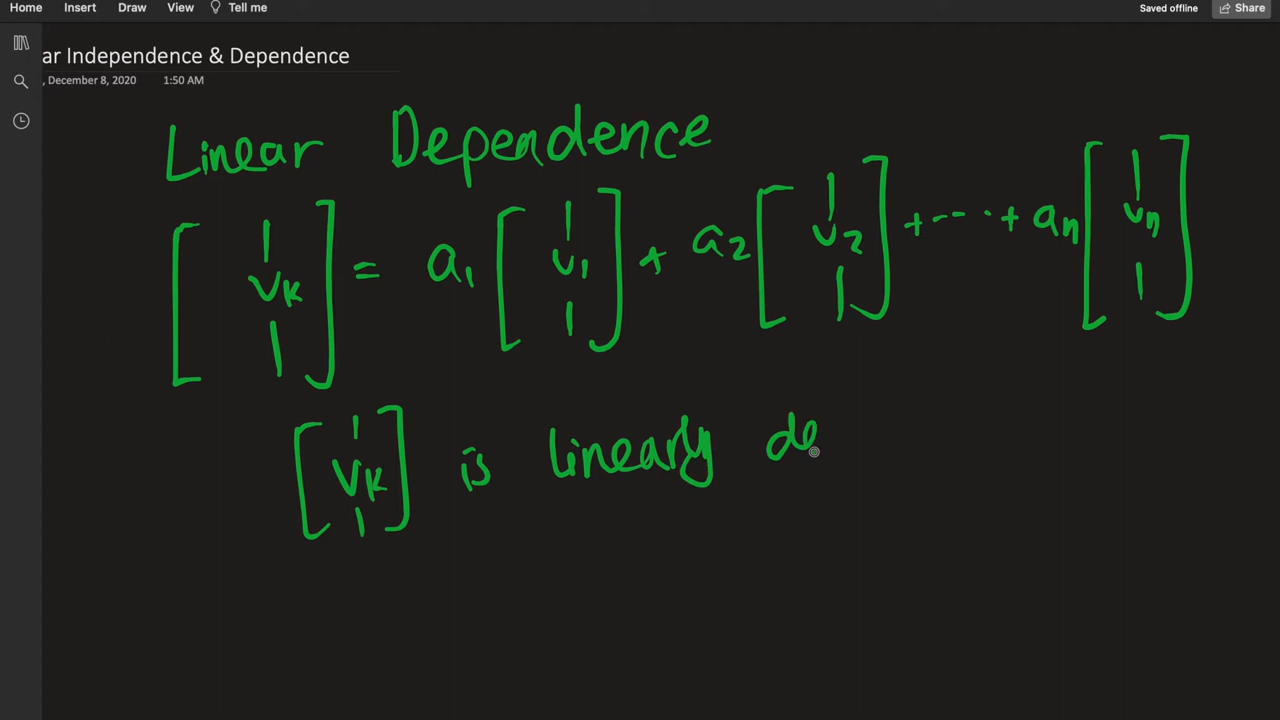 Home Insert Draw View Tell me Saved offline Share
ar Independence & Dependence
, December 8, 2020 1:50 AM
Linear Dependence
[vk] = a1 [v1] + a2 [v2] + ... + an [vn]
[vk] is linearly de